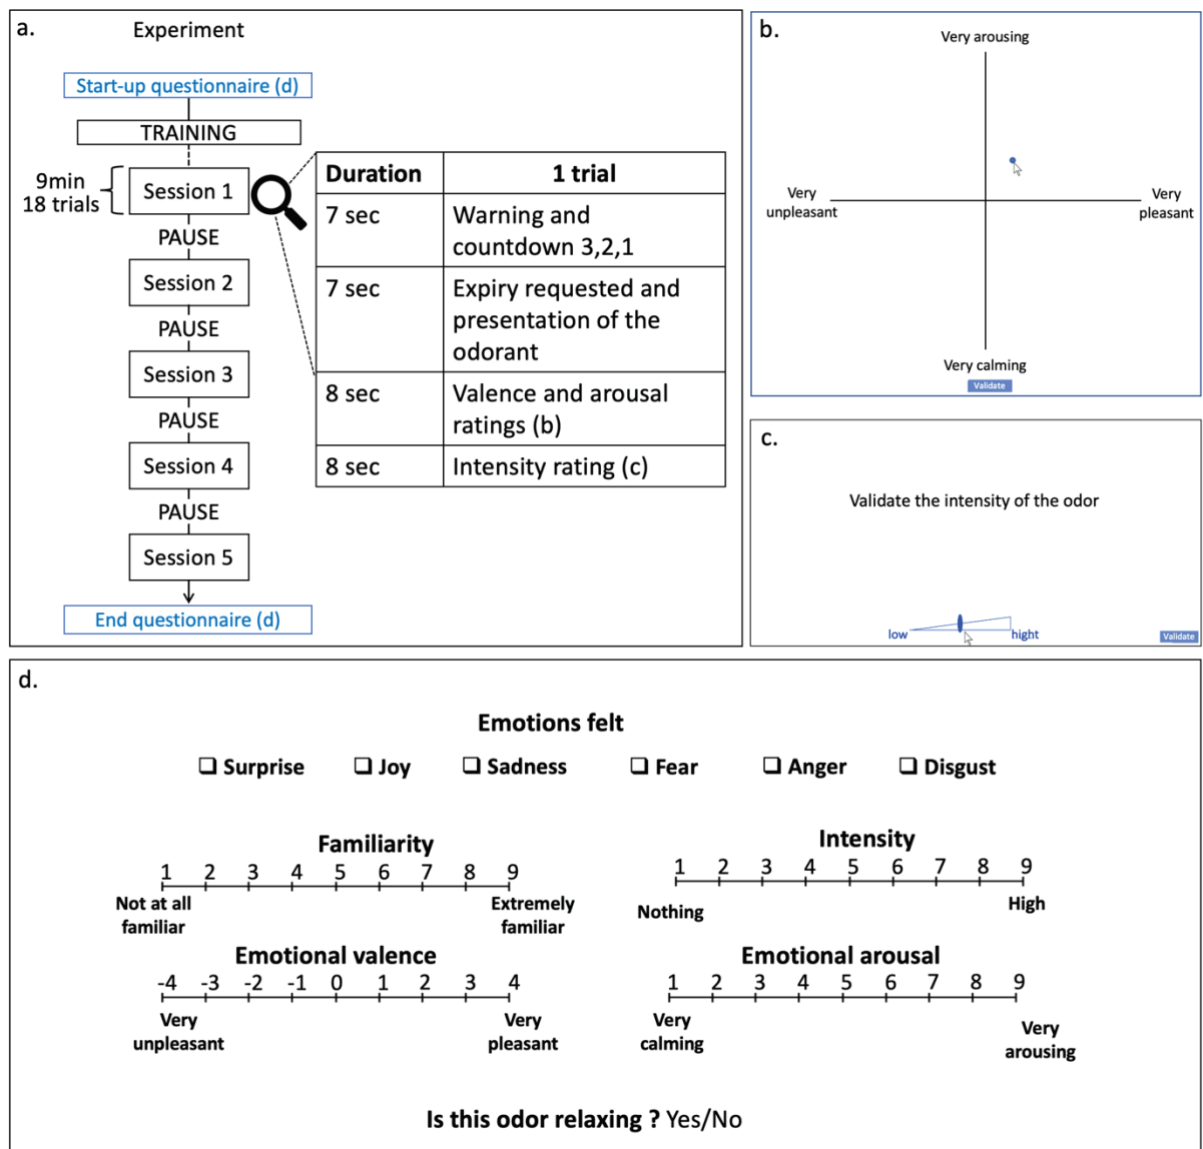 a.
Experiment
Start-up questionnaire (d)
TRAINING
9min
18 trials
Session 1
PAUSE
Session 2
PAUSE
Session 3
PAUSE
Session 4
PAUSE
Session 5
End questionnaire (d)
Duration 1 trial
7 sec Warning and
countdown 3,2,1
7 sec Expiry requested and
presentation of the
odorant
8 sec Valence and arousal
ratings (b)
8 sec Intensity rating (c)
b.
Very arousing
Very
unpleasant
Very
pleasant
Very calming
Validate
c.
Validate the intensity of the odor
low hight
Validate
d.
Emotions felt
Surprise Joy Sadness Fear Anger Disgust
Familiarity
1 2 3 4 5 6 7 8 9
Not at all
familiar
Extremely
familiar
Intensity
1 2 3 4 5 6 7 8 9
Nothing High
Emotional valence
-4 -3 -2 -1 0 1 2 3 4
Very
unpleasant
Very
pleasant
Emotional arousal
1 2 3 4 5 6 7 8 9
Very
calming
Very
arousing
Is this odor relaxing ? Yes/No